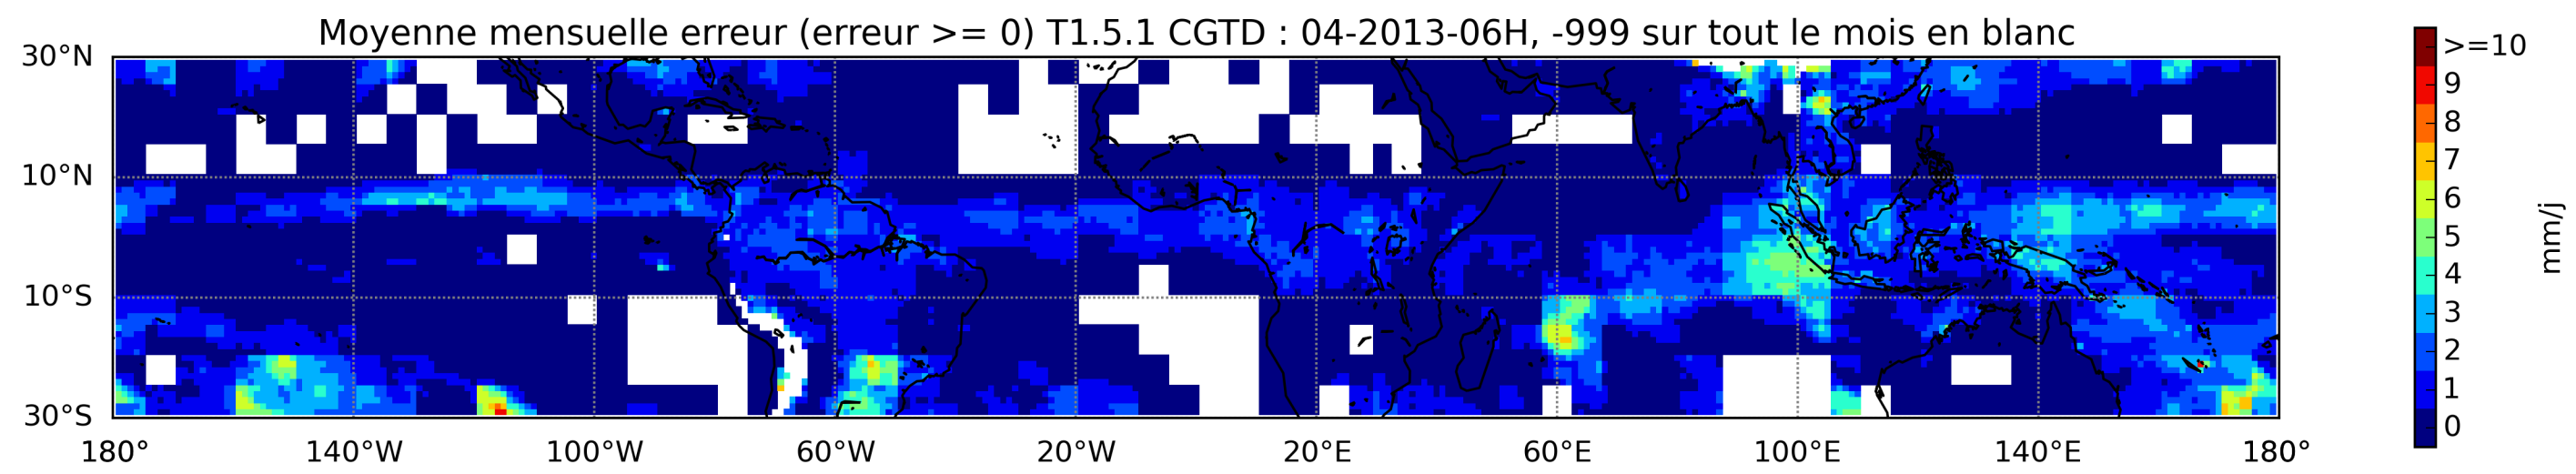 Moyenne mensuelle erreur (erreur >= 0) T1.5.1 CGTD : 04-2013-06H, -999 sur tout le mois en blanc
30°N
10°N
10°S
30°S
180° 140°W 100°W 60°W 20°W 20°E 60°E 100°E 140°E 180°
>=10
9
8
7
6
5
4
3
2
1
0
mm/j